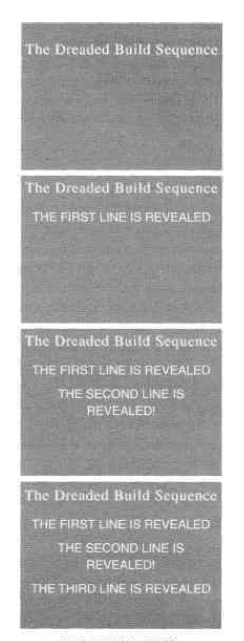 The Dreaded Build Sequence
The Dreaded Build Sequence
THE FIRST LINE IS REVEALED
The Dreaded Build Sequence
THE FIRST LINE IS REVEALED
THE SECOND LINE IS
REVEALED!
The Dreaded Build Sequence
THE FIRST LINE IS REVEALED
THE SECOND LINE IS
REVEALED!
THE THIRD LINE IS REVEALED